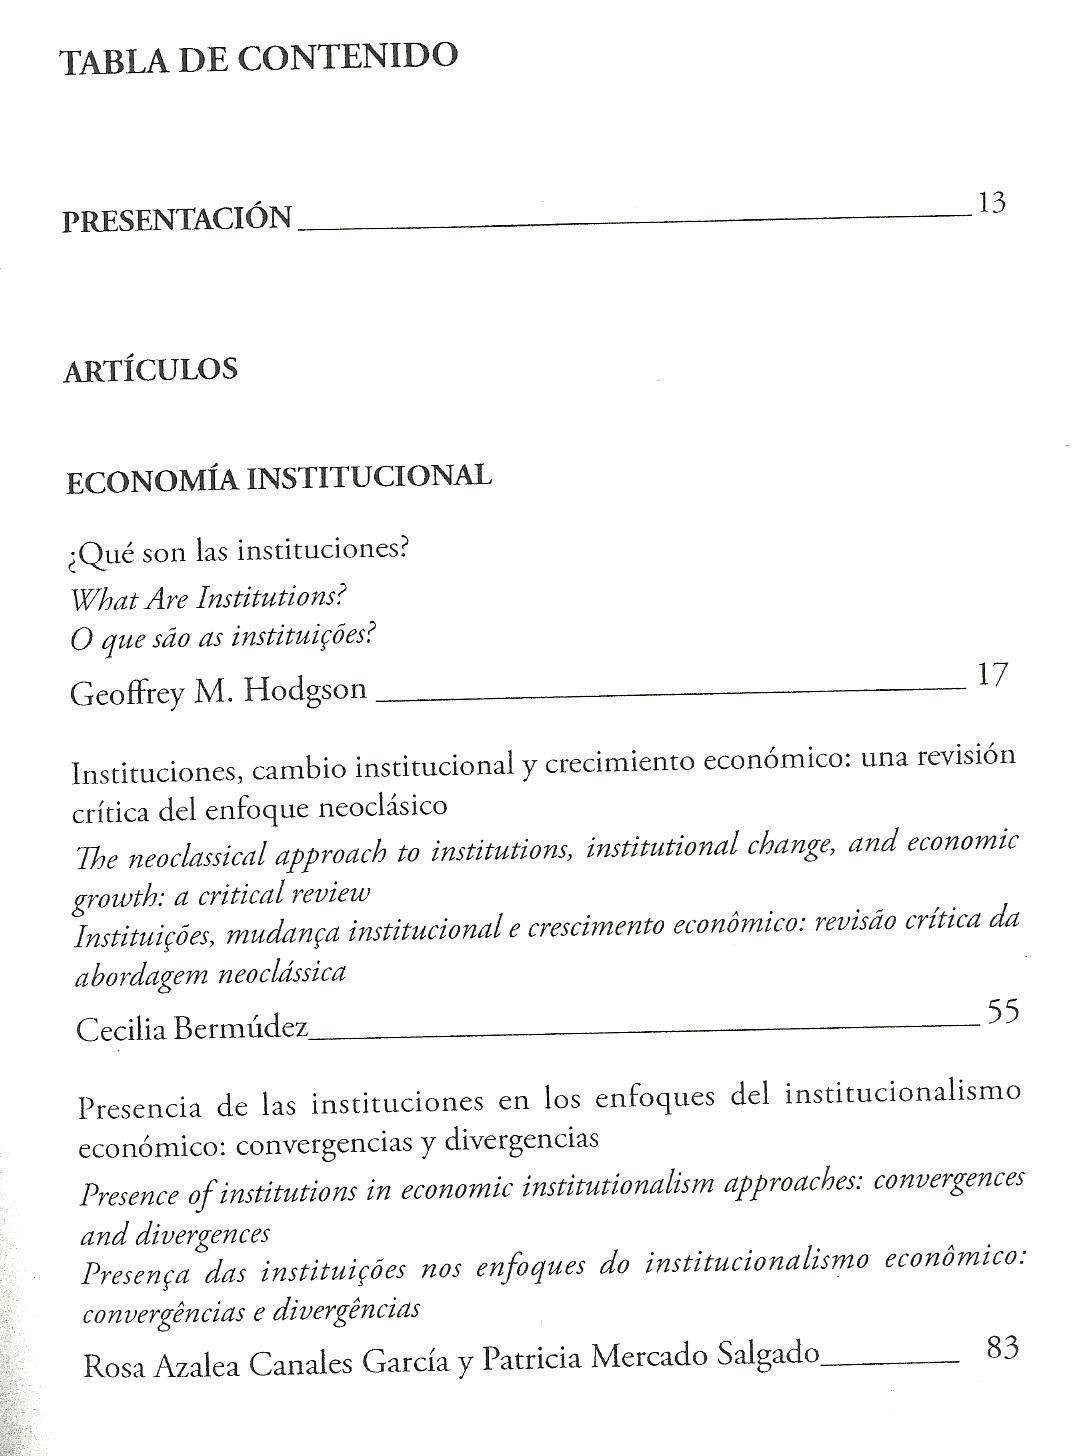 TABLA DE CONTENIDO
PRESENTACIÓN 13
ARTÍCULOS
ECONOMÍA INSTITUCIONAL
¿Qué son las instituciones?
What Are Institutions?
O que são as instituições?
Geoffrey M. Hodgson 17
Instituciones, cambio institucional y crecimiento económico: una revisión
crítica del enfoque neoclásico
The neoclassical approach to institutions, institutional change, and economic
growth: a critical review
Instituições, mudança institucional e crescimento econômico: revisão crítica da
abordagem neoclássica
Cecilia Bermúdez 55
Presencia de las instituciones en los enfoques del institucionalismo
económico: convergencias y divergencias
Presence of institutions in economic institutionalism approaches: convergences
and divergences
Presença das instituições nos enfoques do institucionalismo econômico:
convergências e divergências
Rosa Azalea Canales García y Patricia Mercado Salgado 83